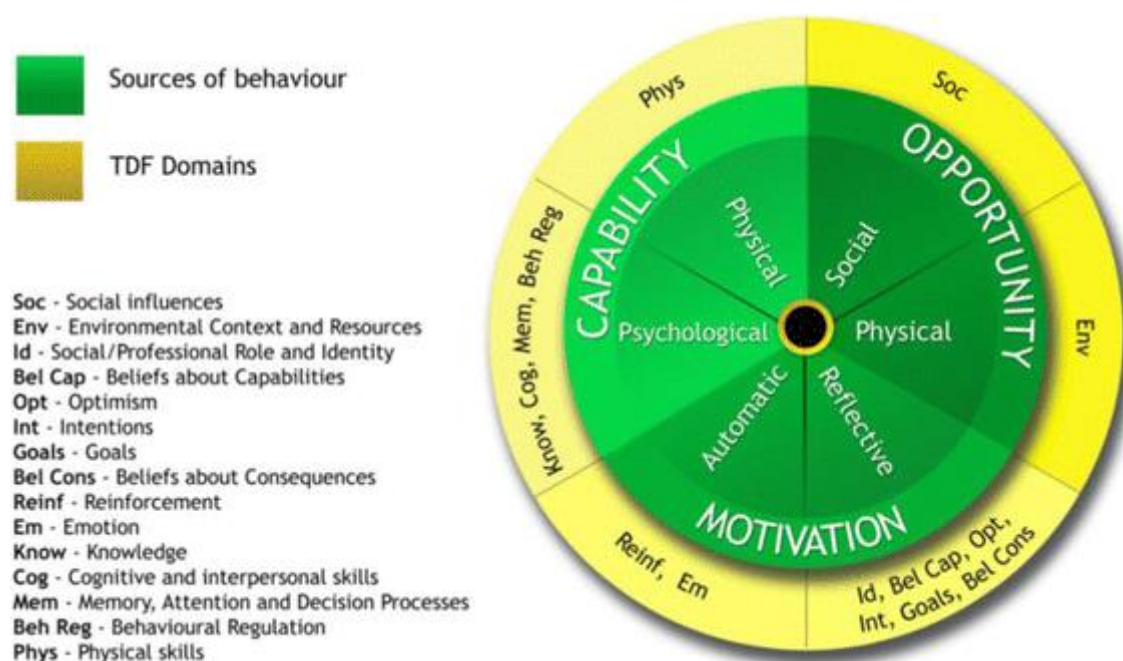 Sources of behaviour
TDF Domains
Soc - Social influences
Env - Environmental Context and Resources
Id - Social/Professional Role and Identity
Bel Cap - Beliefs about Capabilities
Opt - Optimism
Int - Intentions
Goals - Goals
Bel Cons - Beliefs about Consequences
Reinf - Reinforcement
Em - Emotion
Know - Knowledge
Cog - Cognitive and interpersonal skills
Mem - Memory, Attention and Decision Processes
Beh Reg - Behavioural Regulation
Phys - Physical skills
Phys
Soc
Env
Id, Bel Cap, Opt,
Int, Goals, Bel Cons
Reinf, Em
Know, Cog, Mem, Beh Reg
CAPABILITY
OPPORTUNITY
MOTIVATION
Physical
Social
Physical
Reflective
Automatic
Psychological